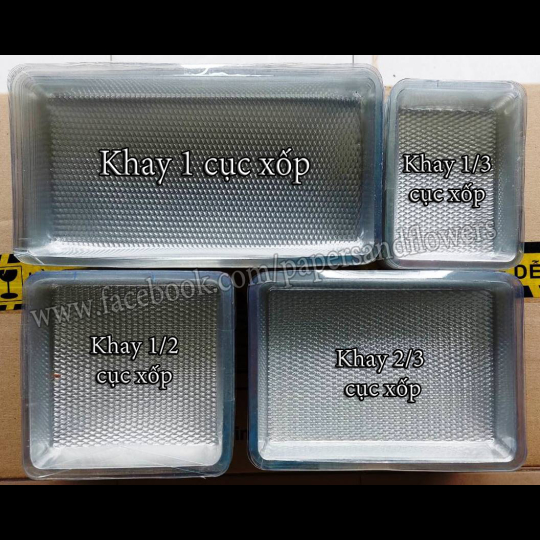 Khay 1 cục xốp
Khay 1/3
cục xốp
www.facebook.com/papersandflowers
DỄ
Khay 1/2
cục xốp
Khay 2/3
cục xốp